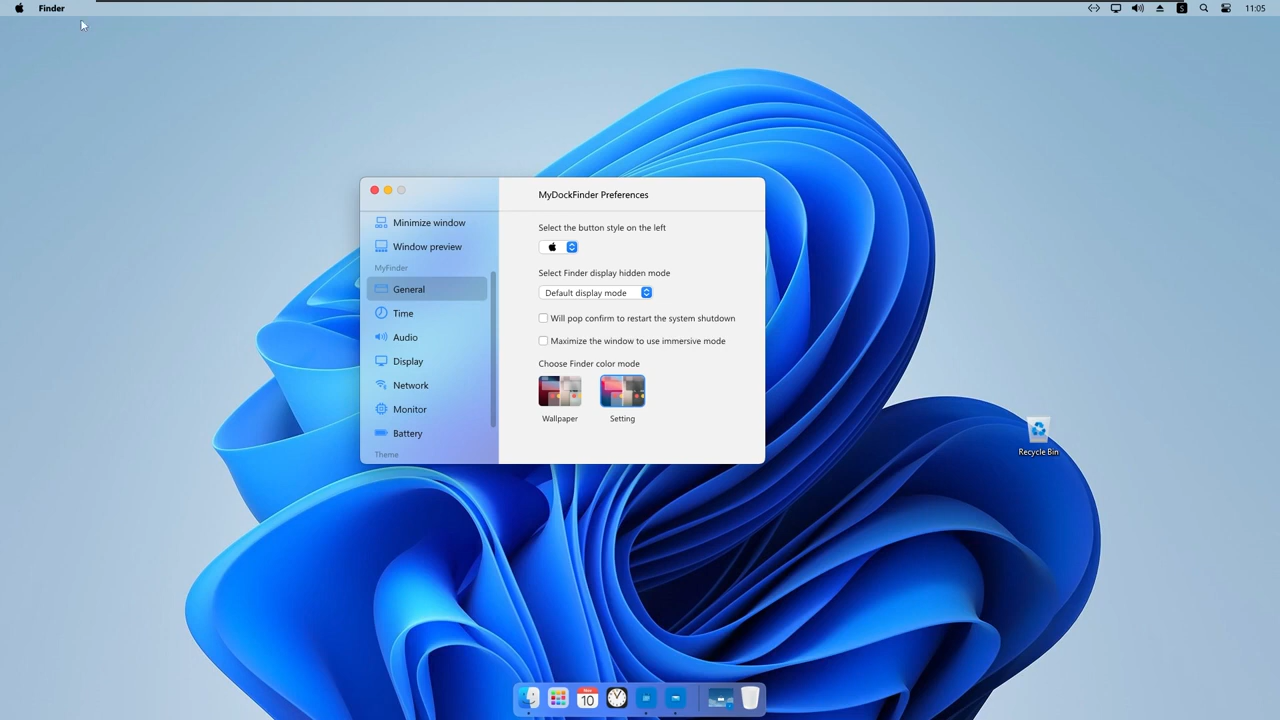 Finder
S
11:05
MyDockFinder Preferences
Minimize window
Window preview
MyFinder
General
Time
Audio
Display
Network
Monitor
Battery
Theme
Select the button style on the left
Select Finder display hidden mode
Default display mode
Will pop confirm to restart the system shutdown
Maximize the window to use immersive mode
Choose Finder color mode
Wallpaper
Setting
Recycle Bin
10